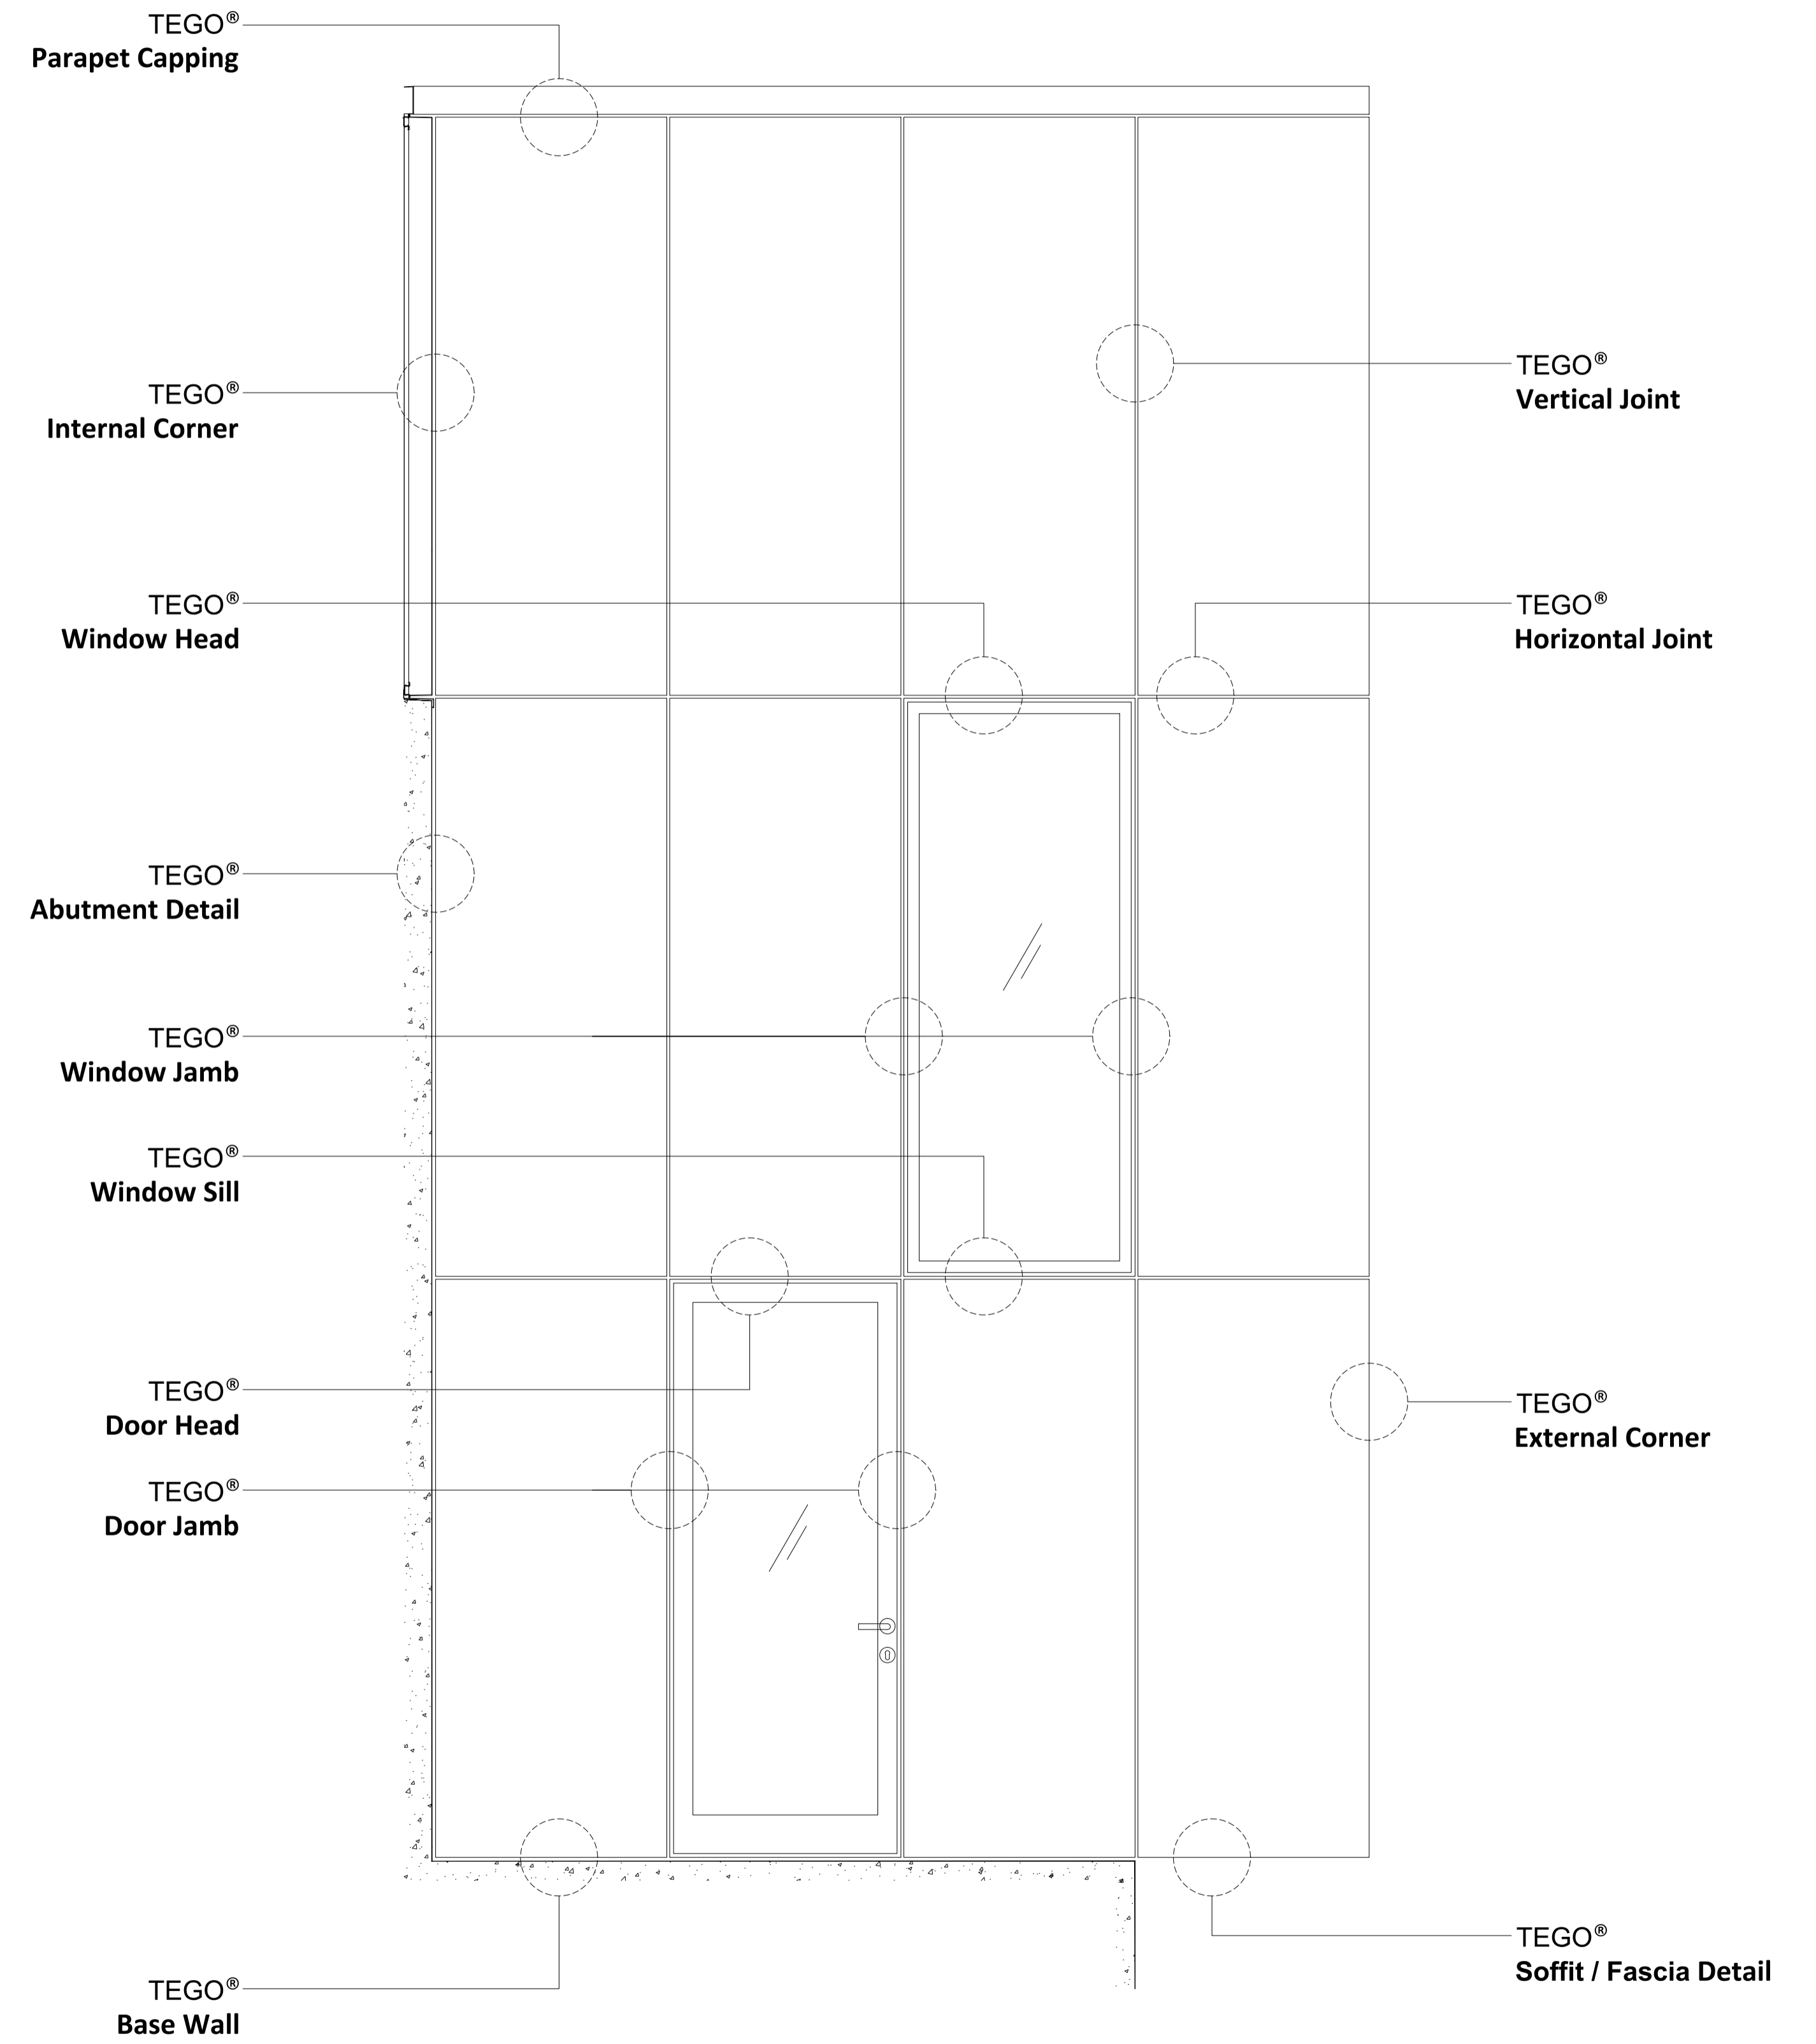 TEGO®
Parapet Capping
TEGO®
Internal Corner
TEGO®
Vertical Joint
TEGO®
Window Head
TEGO®
Horizontal Joint
TEGO®
Abutment Detail
TEGO®
Window Jamb
TEGO®
Window Sill
TEGO®
Door Head
TEGO®
External Corner
TEGO®
Door Jamb
TEGO®
Soffit / Fascia Detail
TEGO®
Base Wall